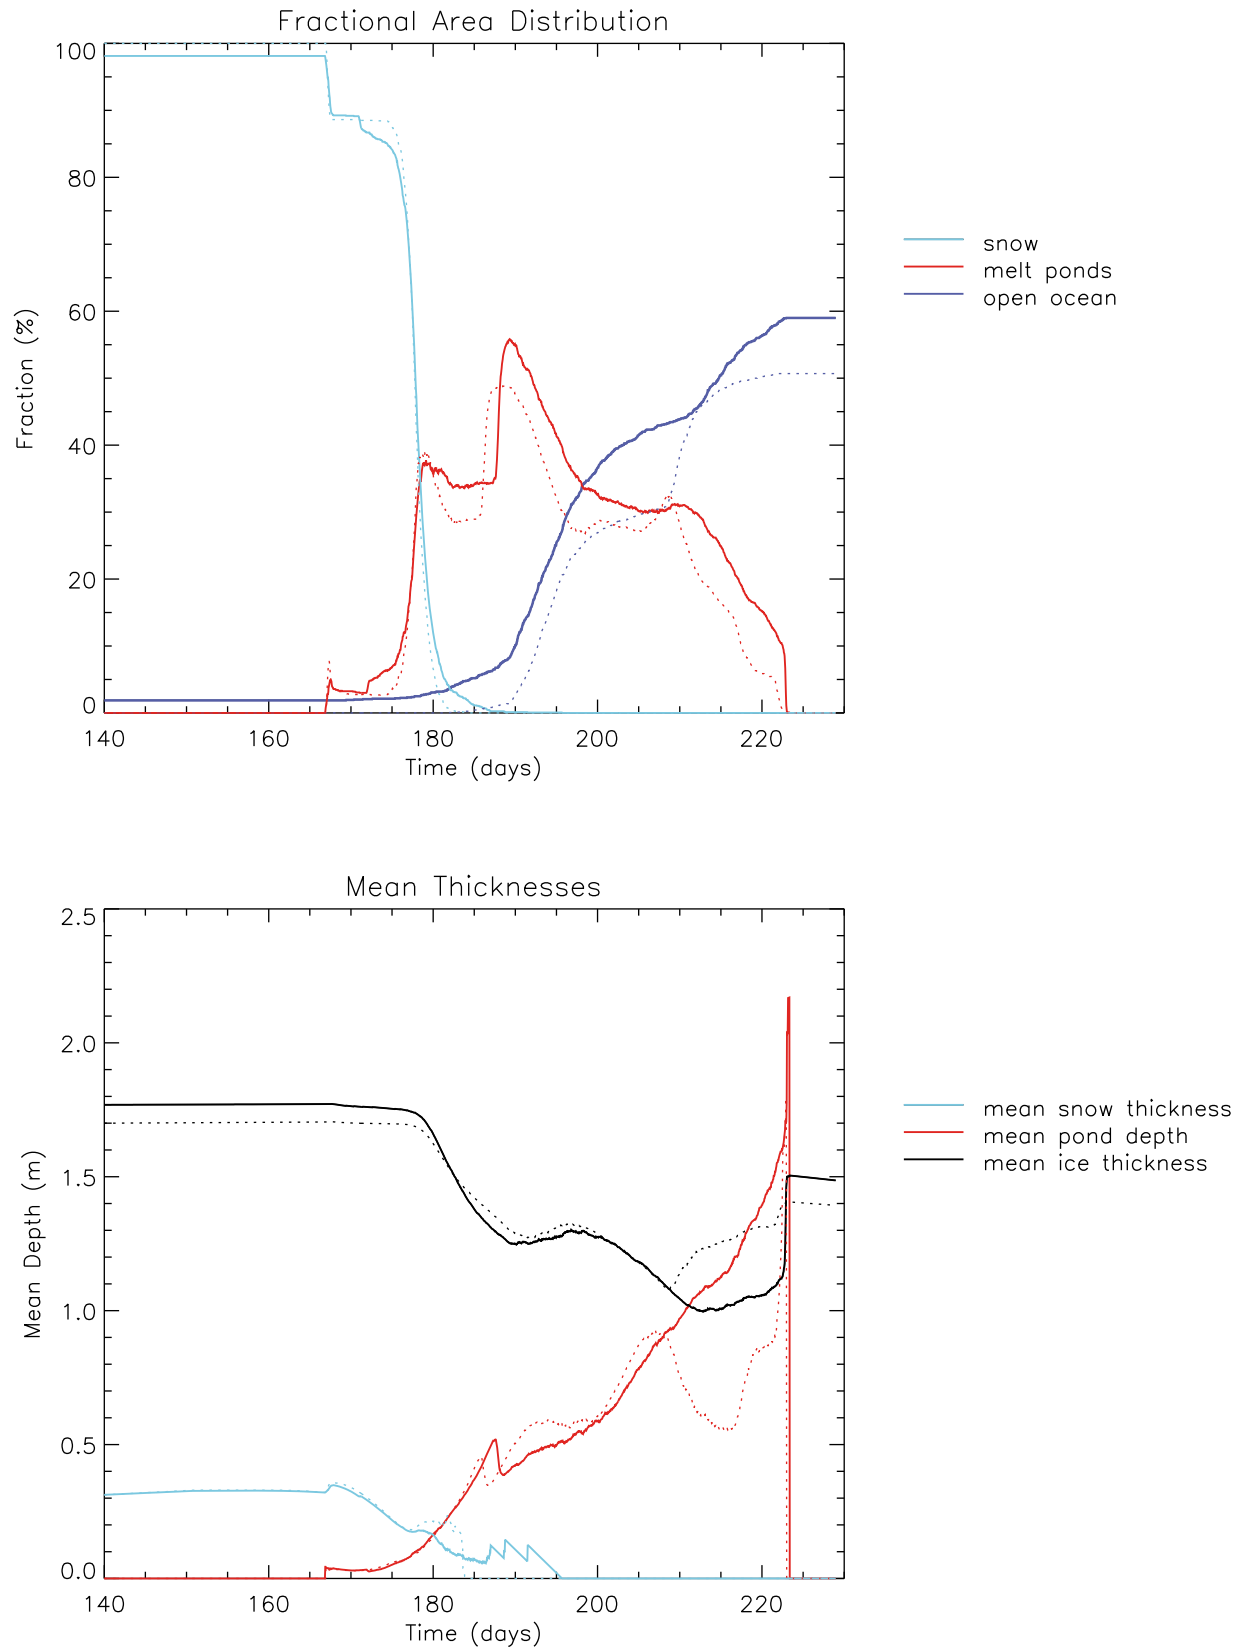 Fractional Area Distribution
100
80
60
40
20
0
Fraction (%)
140 160 180 200 220
Time (days)
snow
melt ponds
open ocean
Mean Thicknesses
2.5
2.0
1.5
1.0
0.5
0.0
Mean Depth (m)
140 160 180 200 220
Time (days)
mean snow thickness
mean pond depth
mean ice thickness